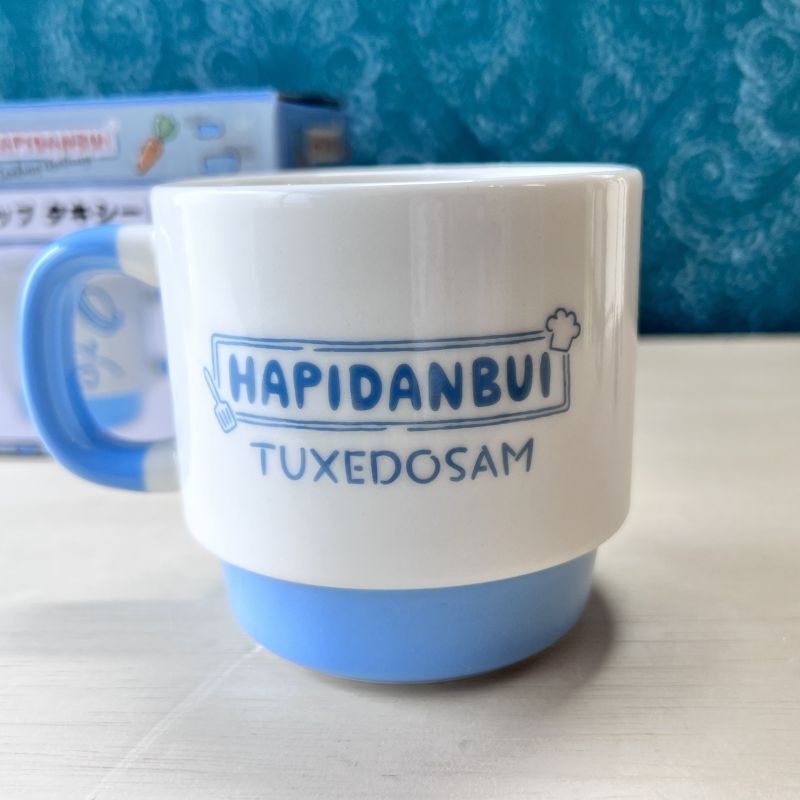 HAPIDANBUI
ップ タキシー
HAPIDANBUI
TUXEDOSAM